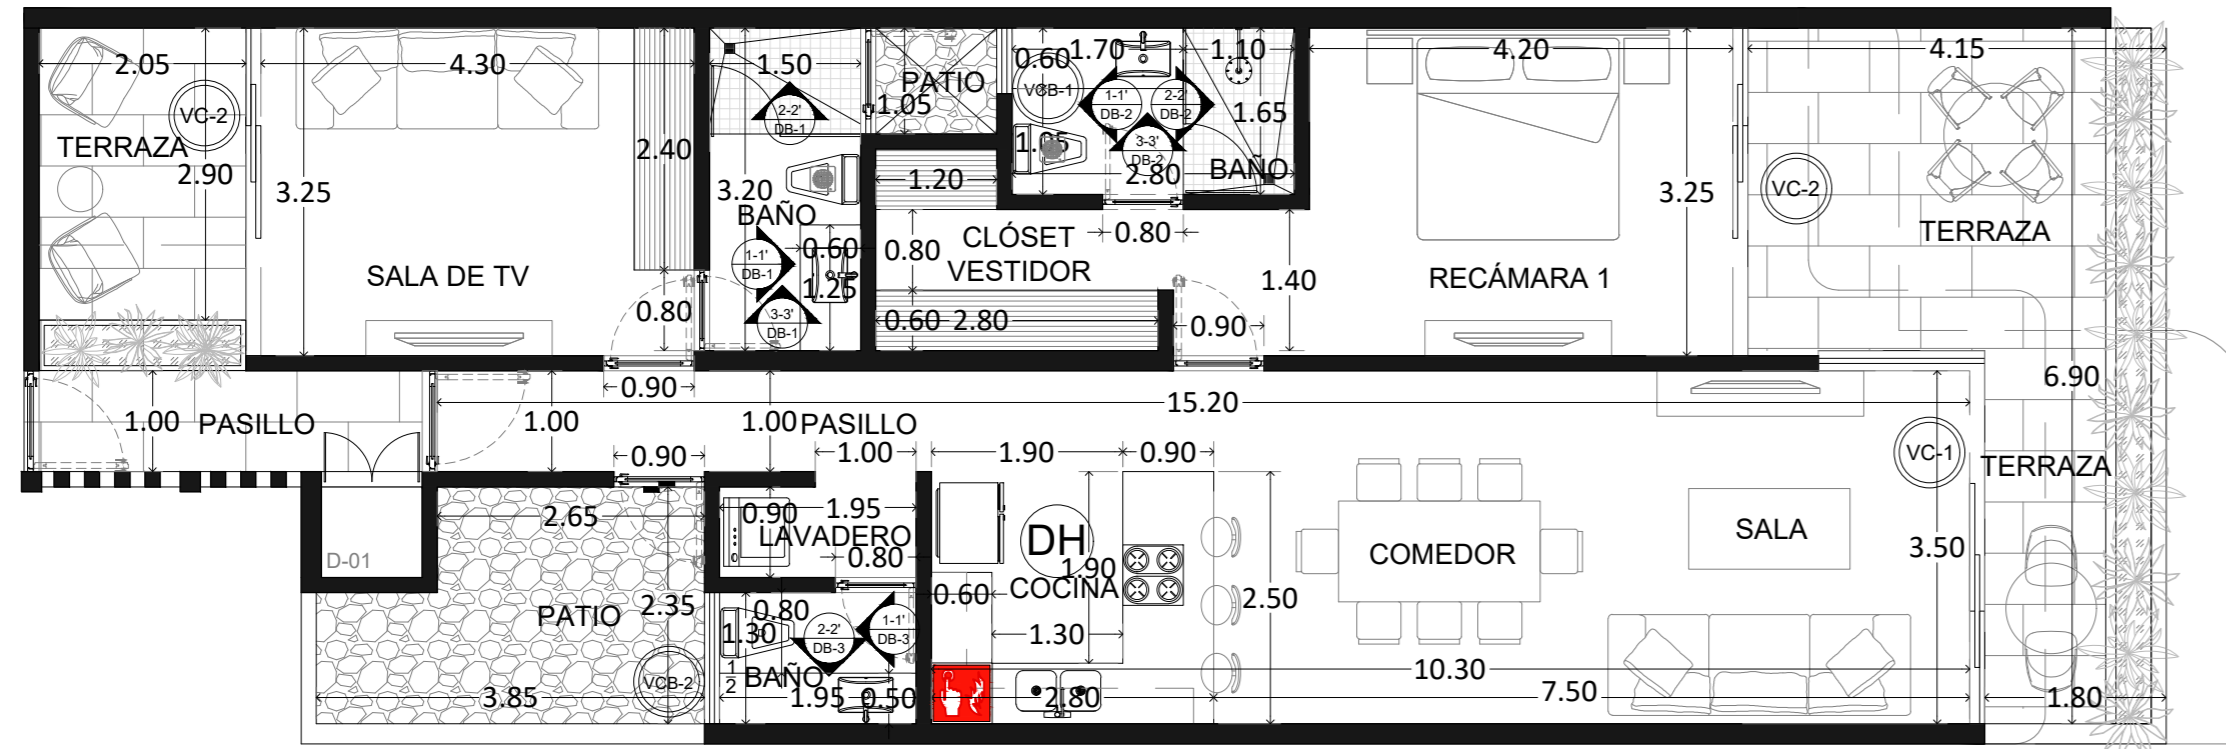 2.05
4.30
1.50
PATIO
1.05
0.60
1.70
1.10
4.20
4.15
VC-2
TERRAZA
2.90
3.25
2.40
2-2'
DB-1
VCB-1
1-1'
DB-2
2-2'
DB-2
1.65
3-3'
DB-2
1.05
2.80
BAÑO
1.20
3.20
BAÑO
3.25
VC-2
TERRAZA
SALA DE TV
0.80
1-1'
DB-1
0.60
1.25
3-3'
DB-1
0.80
CLÓSET
VESTIDOR
0.80
1.40
RECÁMARA 1
0.60
2.80
0.90
0.90
6.90
15.20
1.00
PASILLO
1.00
1.00
PASILLO
0.90
1.00
1.90
0.90
VC-1
TERRAZA
2.65
0.90
1.95
LAVADERO
0.80
DH
1.90
COCINA
0.60
COMEDOR
SALA
3.50
D-01
PATIO
2.35
0.80
1.30
2-2'
DB-3
1-1'
DB-3
1.30
2.50
1/2 BAÑO
VCB-2
3.85
1.95
0.50
2.80
10.30
7.50
1.80